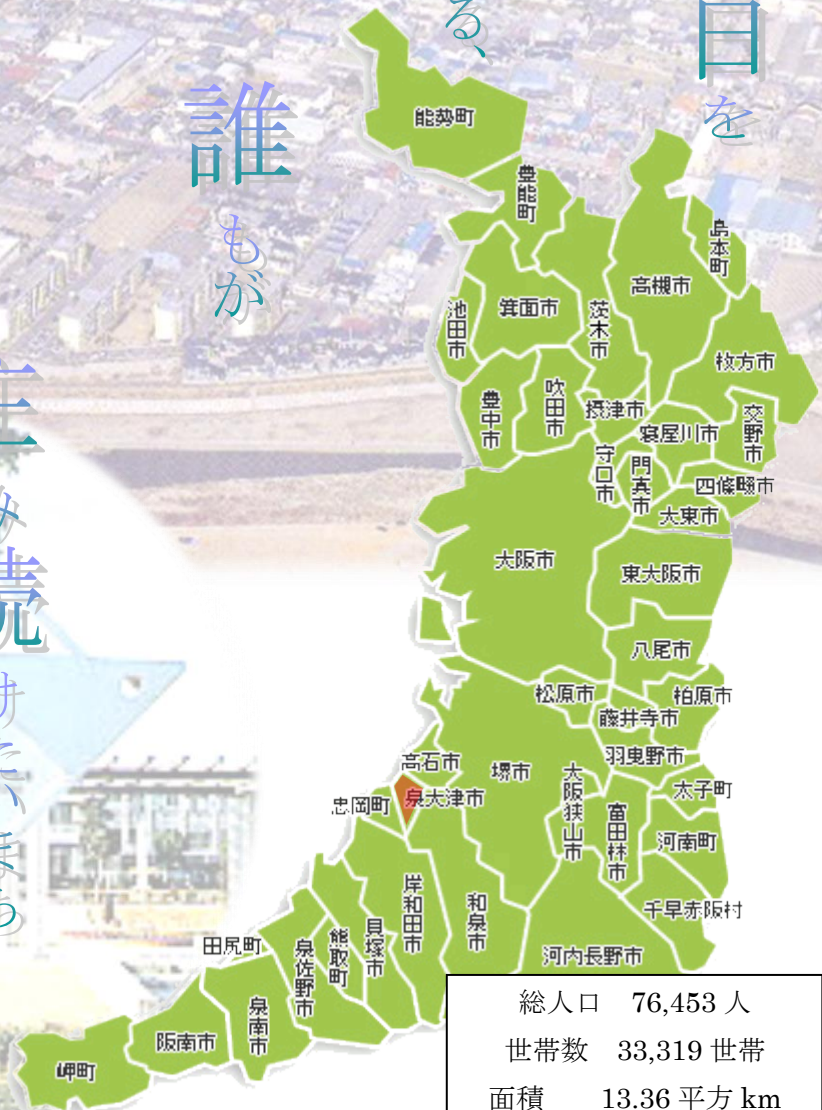 目を
る、
誰もが
住み続けたいまち
能勢町
豊能町
島本町
高槻市
池田市
箕面市
茨木市
枚方市
豊中市
吹田市
摂津市
寝屋川市
交野市
守口市
門真市
四條畷市
大東市
大阪市
東大阪市
八尾市
松原市
柏原市
藤井寺市
羽曳野市
高石市
堺市
大阪狭山市
太子町
忠岡町
泉大津市
富田林市
河南町
岸和田市
和泉市
千早赤阪村
貝塚市
熊取町
田尻町
泉佐野市
河内長野市
泉南市
阪南市
岬町
総人口 76,453 人
世帯数 33,319 世帯
面積 13.36 平方 km